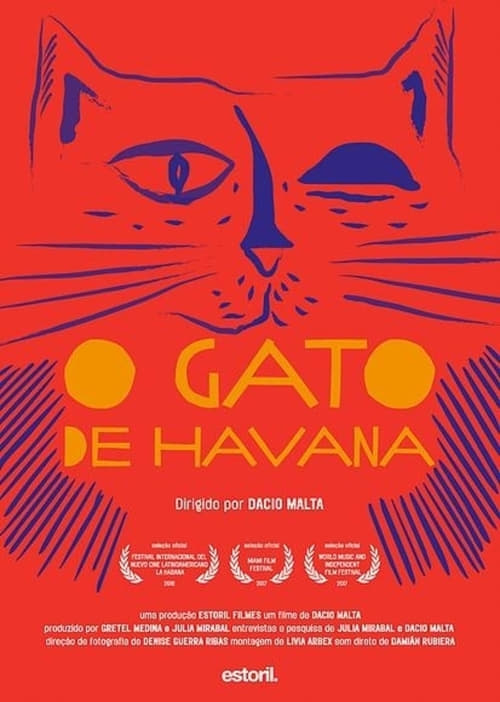 O GATO
DE HAVANA
Dirigido por DACIO MALTA
seleção oficial
FESTIVAL INTERNACIONAL DEL
NUEVO CINE LATINOAMERICANO
LA HABANA
2016
seleção oficial
MIAMI FILM
FESTIVAL
2017
seleção oficial
WORLD MUSIC AND
INDEPENDENT
FILM FESTIVAL
2017
uma produção ESTORIL FILMES um filme de DACIO MALTA
produzido por GRETEL MEDINA e JULIA MIRABAL entrevistas e pesquisa de JULIA MIRABAL e DACIO MALTA
direção de fotografia de DENISE GUERRA RIBAS montagem de LIVIA ARBEX som direto de DAMIÁN RUBIERA
estoril.